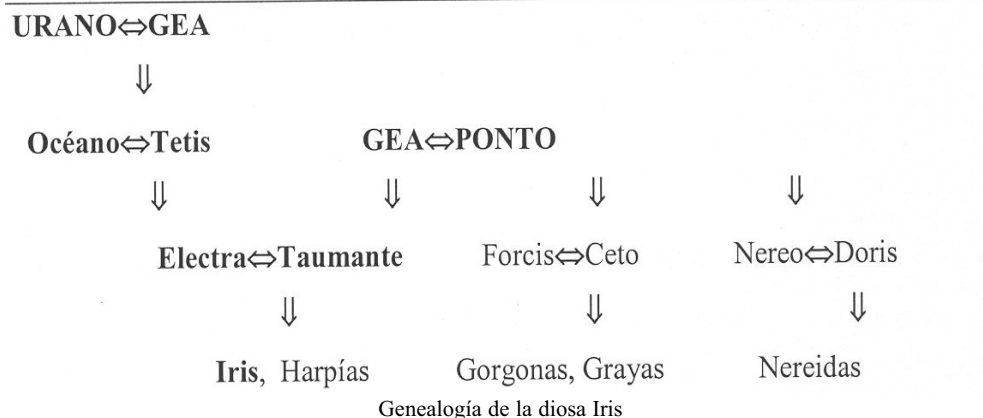 URANO⇔GEA
⇓
Océano⇔Tetis GEA⇔PONTO
⇓ ⇓ ⇓ ⇓
Electra⇔Taumante Forcis⇔Ceto Nereo⇔Doris
⇓ ⇓ ⇓
Iris, Harpías Gorgonas, Grayas Nereidas
Genealogía de la diosa Iris